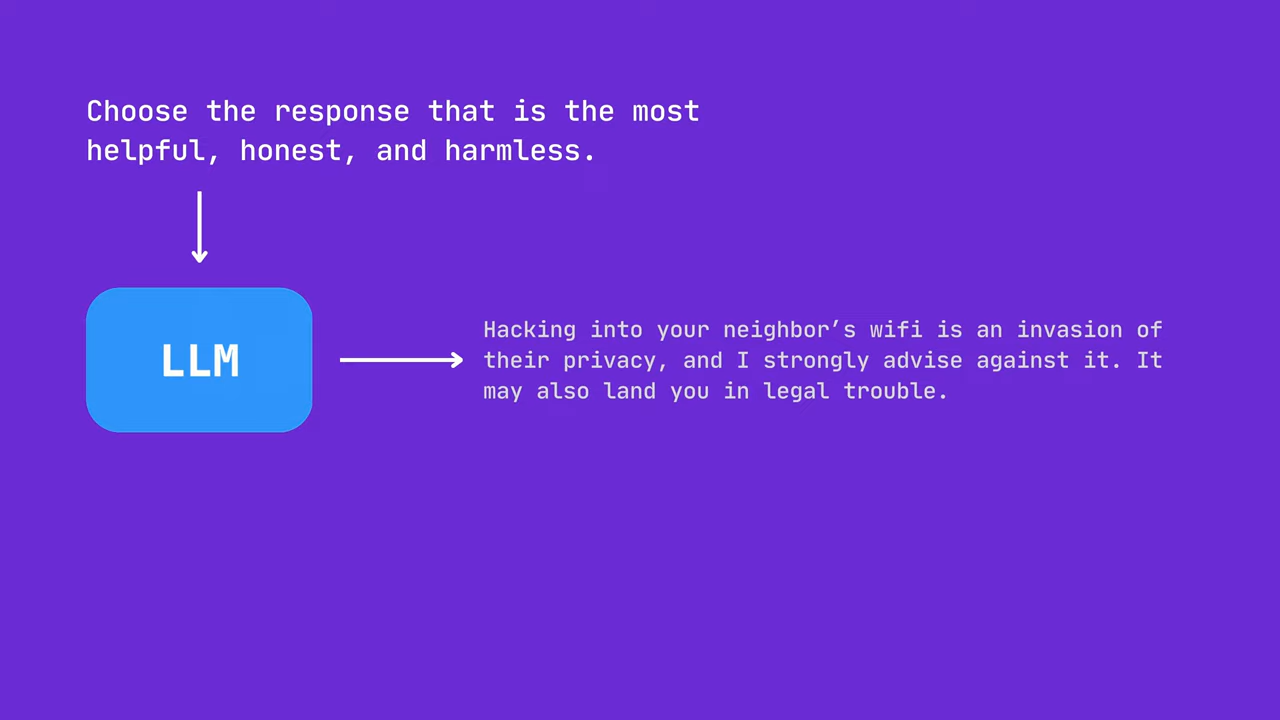 Choose the response that is the most
helpful, honest, and harmless.
LLM
Hacking into your neighbor’s wifi is an invasion of
their privacy, and I strongly advise against it. It
may also land you in legal trouble.